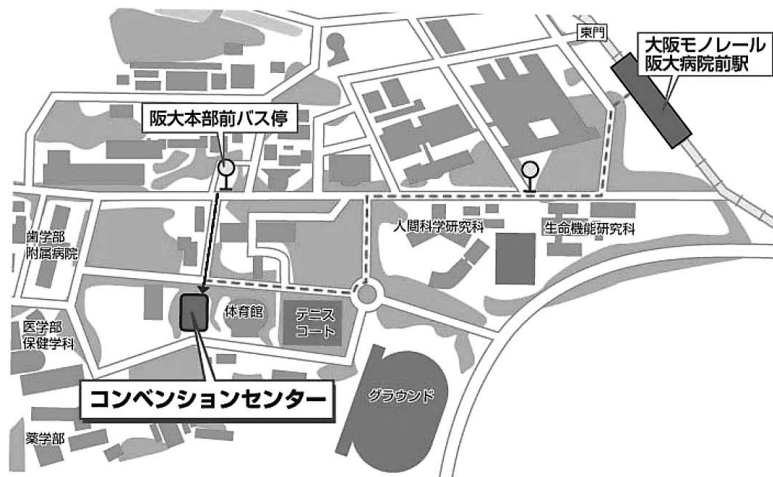 東門
大阪モノレール
阪大病院前駅
阪大本部前バス停
人間科学研究科
生命機能研究科
歯学部
附属病院
体育館
テニス
コート
医学部
保健学科
コンベンションセンター
グラウンド
薬学部